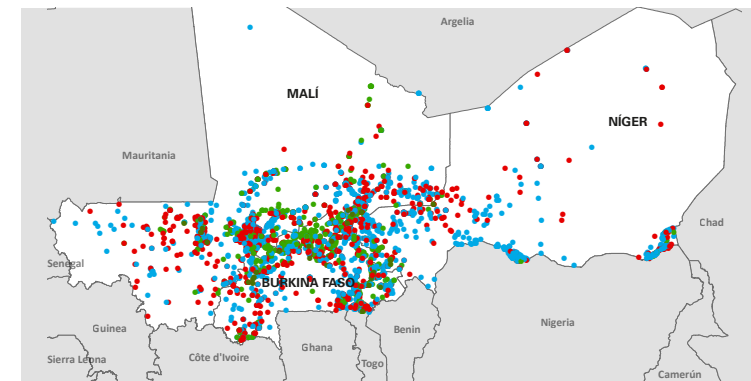 Argelia
MALÍ
NÍGER
Mauritania
Chad
Senegal
BURKINA FASO
Guinea
Nigeria
Benin
Ghana
Sierra Leona
Côte d'Ivoire
Togo
Camerún